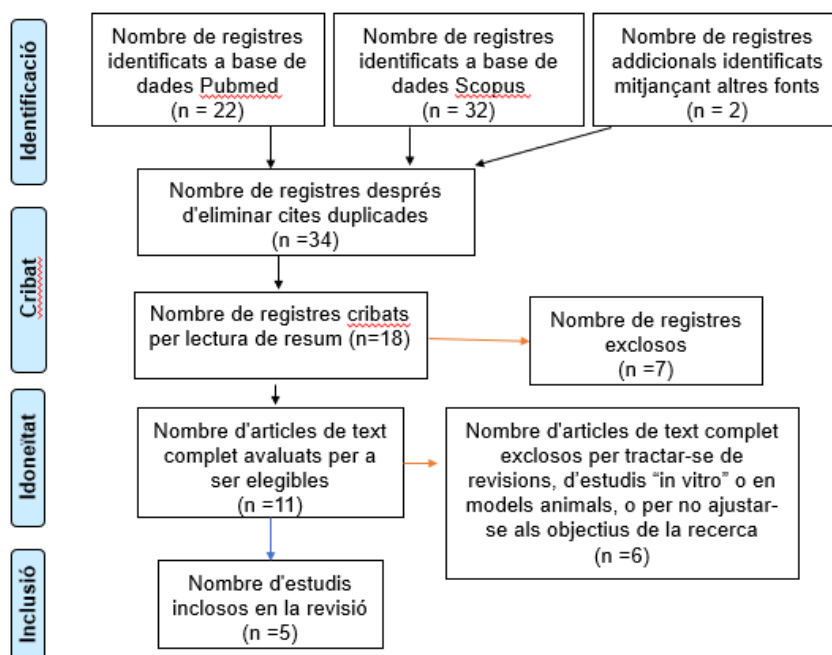 Identificació
Nombre de registres
identificats a base de
dades Pubmed
(n = 22)
Nombre de registres
identificats a base de
dades Scopus
(n = 32)
Nombre de registres
addicionals identificats
mitjançant altres fonts
(n = 2)
Nombre de registres després
d'eliminar cites duplicades
(n =34)
Cribat
Nombre de registres cribats
per lectura de resum (n=18)
Nombre de registres
exclosos
(n =7)
Idoneïtat
Nombre d'articles de text
complet avaluats per a
ser elegibles
(n =11)
Nombre d'articles de text complet
exclosos per tractar-se de
revisions, d'estudis “in vitro” o en
models animals, o per no ajustar-
se als objectius de la recerca
(n =6)
Inclusió
Nombre d'estudis
inclosos en la revisió
(n =5)